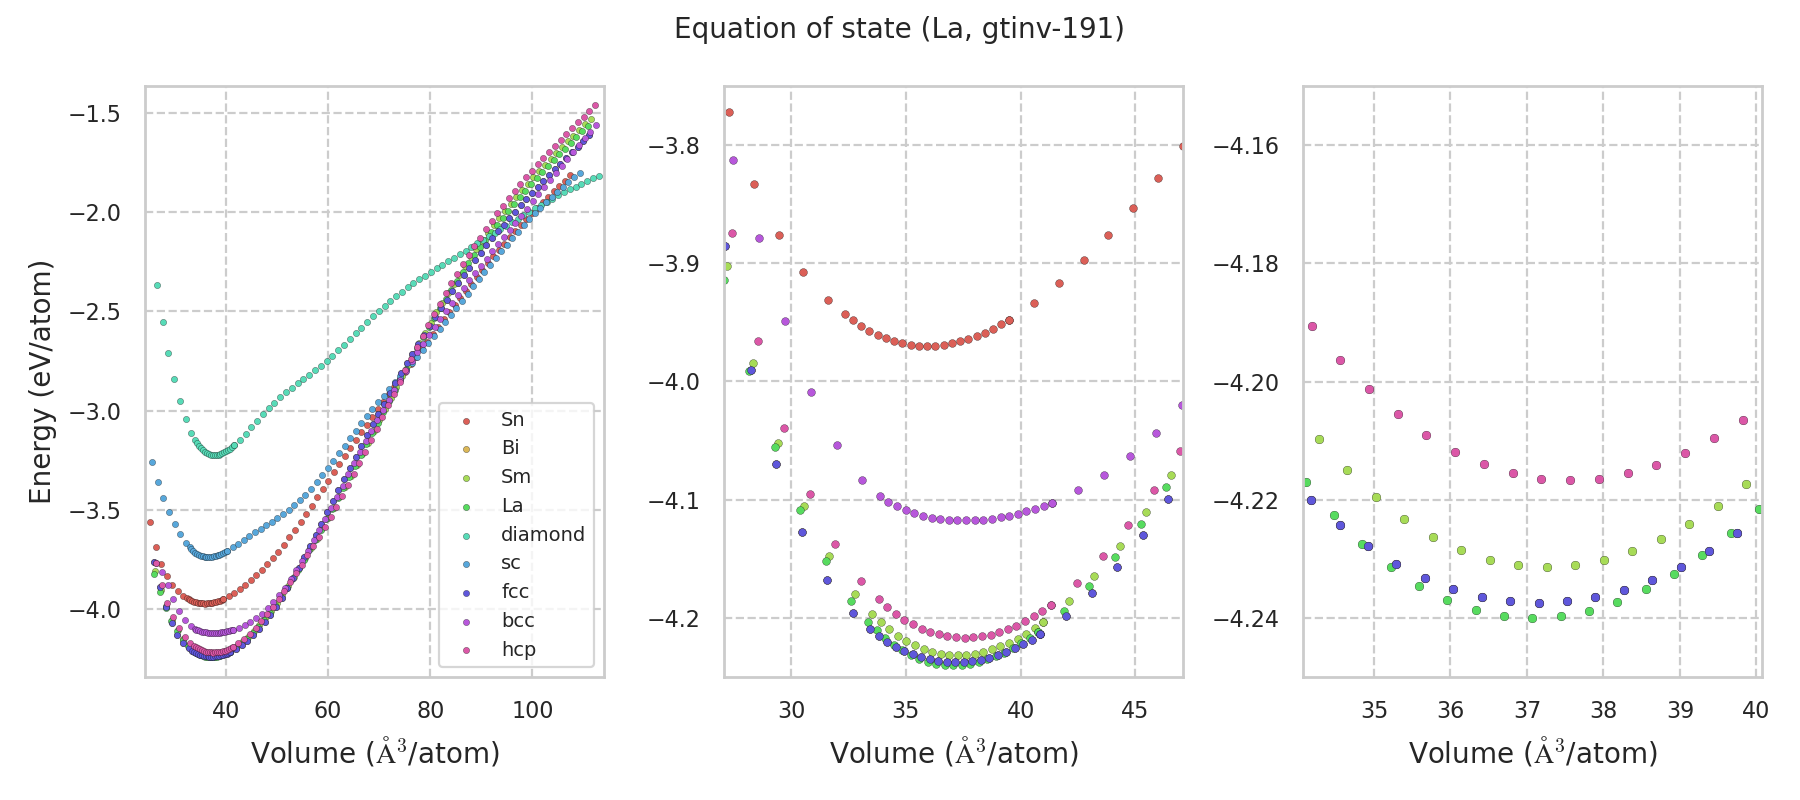 Equation of state (La, gtinv-191)
Energy (eV/atom)
−1.5
−2.0
−2.5
−3.0
−3.5
−4.0
40 60 80 100
Volume (Å³/atom)
Sn
Bi
Sm
La
diamond
sc
fcc
bcc
hcp
−3.8
−3.9
−4.0
−4.1
−4.2
30 35 40 45
Volume (Å³/atom)
−4.16
−4.18
−4.20
−4.22
−4.24
35 36 37 38 39 40
Volume (Å³/atom)